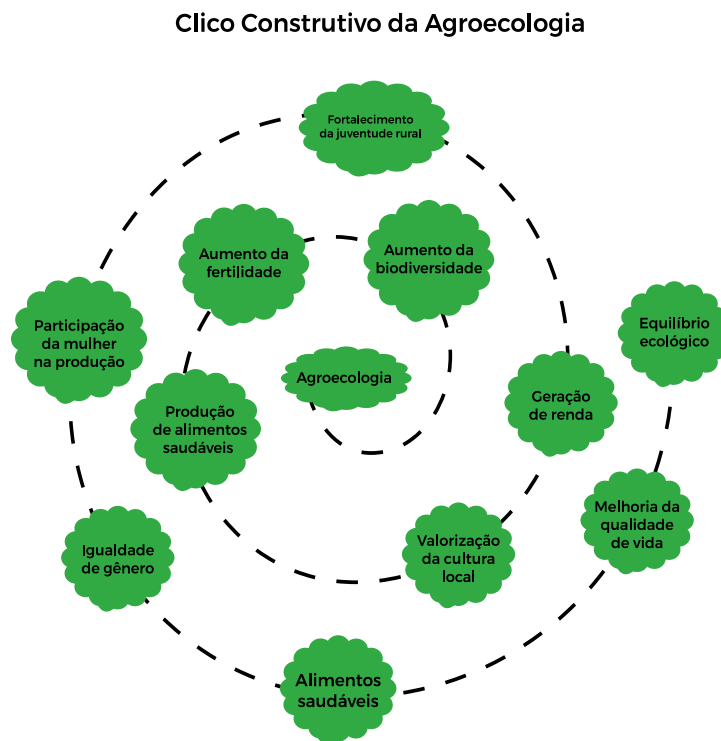 Clico Construtivo da Agroecologia
Fortalecimento
da juventude rural
Aumento da
fertilidade
Aumento da
biodiversidade
Participação
da mulher
na produção
Equilíbrio
ecológico
Agroecologia
Produção
de alimentos
saudáveis
Geração
de renda
Melhoria da
qualidade
de vida
Igualdade
de gênero
Valorização
da cultura
local
Alimentos
saudáveis